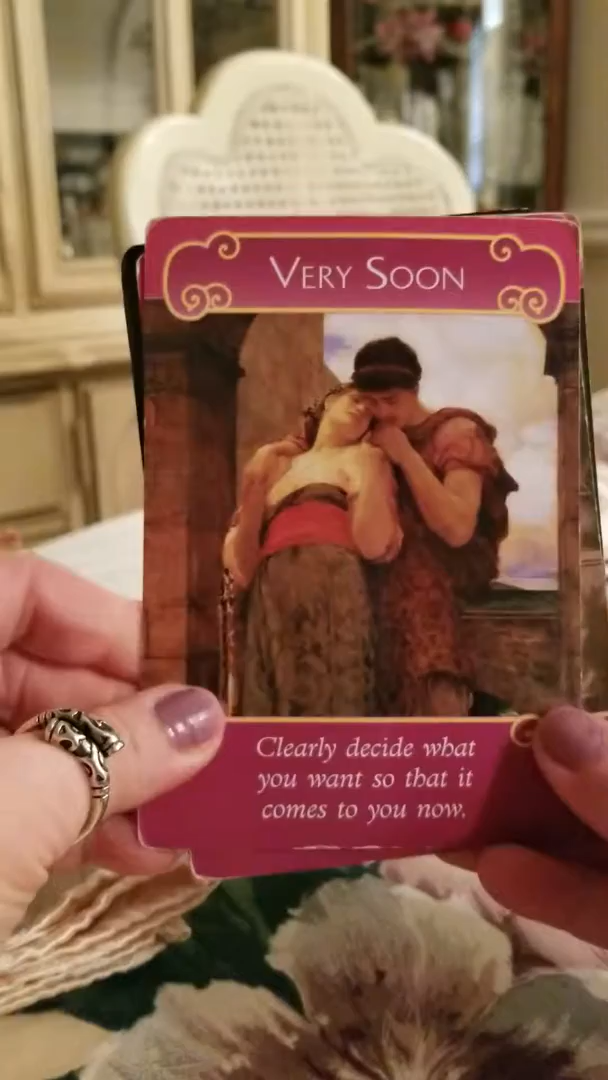 VERY SOON
Clearly decide what
you want so that it
comes to you now.